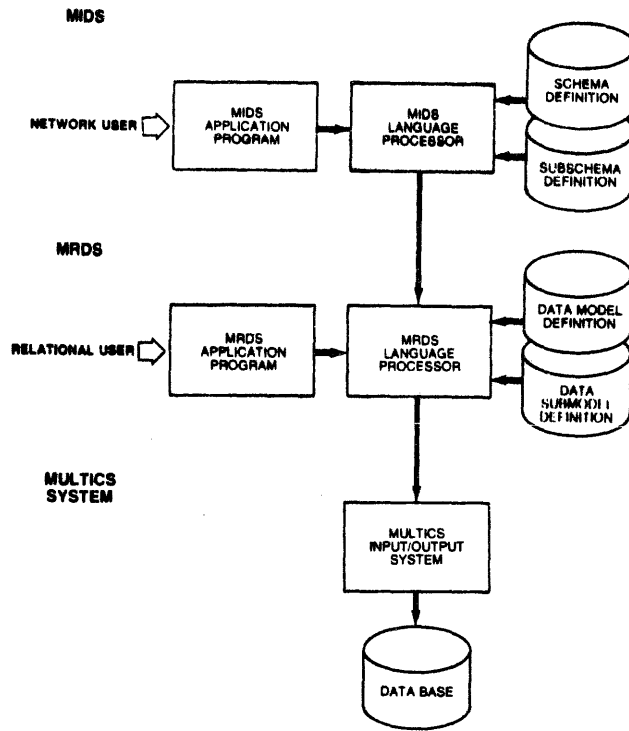 MIDS
SCHEMA
DEFINITION
NETWORK USER
MIDS
APPLICATION
PROGRAM
MIDS
LANGUAGE
PROCESSOR
SUBSCHEMA
DEFINITION
MRDS
DATA MODEL
DEFINITION
RELATIONAL USER
MRDS
APPLICATION
PROGRAM
MRDS
LANGUAGE
PROCESSOR
DATA
SUBMODEL
DEFINITION
MULTICS
SYSTEM
MULTICS
INPUT/OUTPUT
SYSTEM
DATA BASE